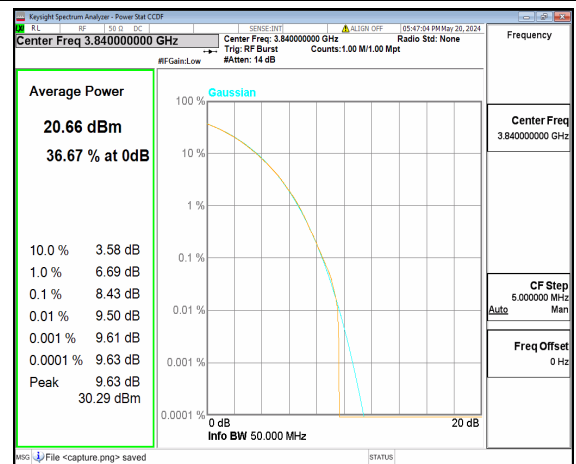 Keysight Spectrum Analyzer - Power Stat CCDF
RL RF 50 Ω DC SENSE:INT ALIGN OFF 05:47:04 PM May 20, 2024
Center Freq 3.840000000 GHz
Center Freq: 3.840000000 GHz Radio Std: None
Trig: RF Burst Counts:1.00 M/1.00 Mpt
#IFGain:Low #Atten: 14 dB
Frequency
Average Power
20.66 dBm
36.67 % at 0dB
10.0 % 3.58 dB
1.0 % 6.69 dB
0.1 % 8.43 dB
0.01 % 9.50 dB
0.001 % 9.61 dB
0.0001 % 9.63 dB
Peak 9.63 dB
30.29 dBm
Gaussian
100 %
10 %
1 %
0.1 %
0.01 %
0.001 %
0.0001 %
0 dB 20 dB
Info BW 50.000 MHz
Center Freq
3.840000000 GHz
CF Step
5.000000 MHz
Auto Man
Freq Offset
0 Hz
MSG File <capture.png> saved STATUS